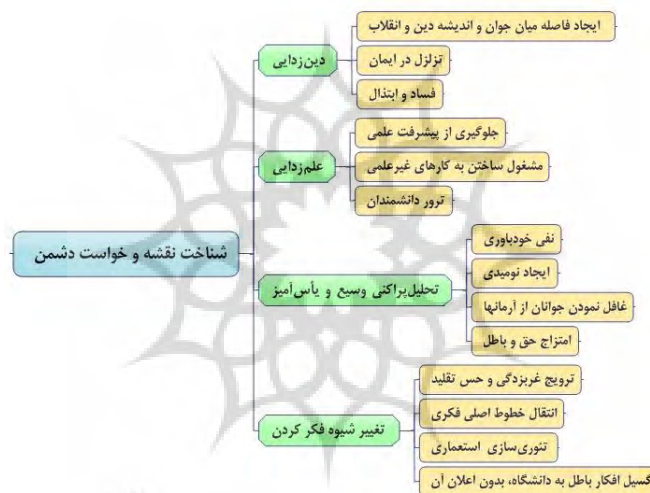 شناخت نقشه و خواست دشمن
دین‌زدایی
ایجاد فاصله میان جوان و اندیشه دین و انقلاب
تزلزل در ایمان
فساد و ابتذال
علم‌زدایی
جلوگیری از پیشرفت علمی
مشغول ساختن به کارهای غیرعلمی
ترور دانشمندان
تحلیل‌پراکنی وسیع و یأس‌آمیز
نفی خودباوری
ایجاد نومیدی
غافل نمودن جوانان از آرمانها
امتزاج حق و باطل
تغییر شیوه فکر کردن
ترویج غربزدگی و حس تقلید
انتقال خطوط اصلی فکری
تئوری‌سازی استعماری
گسیل افکار باطل به دانشگاه، بدون اعلان آن